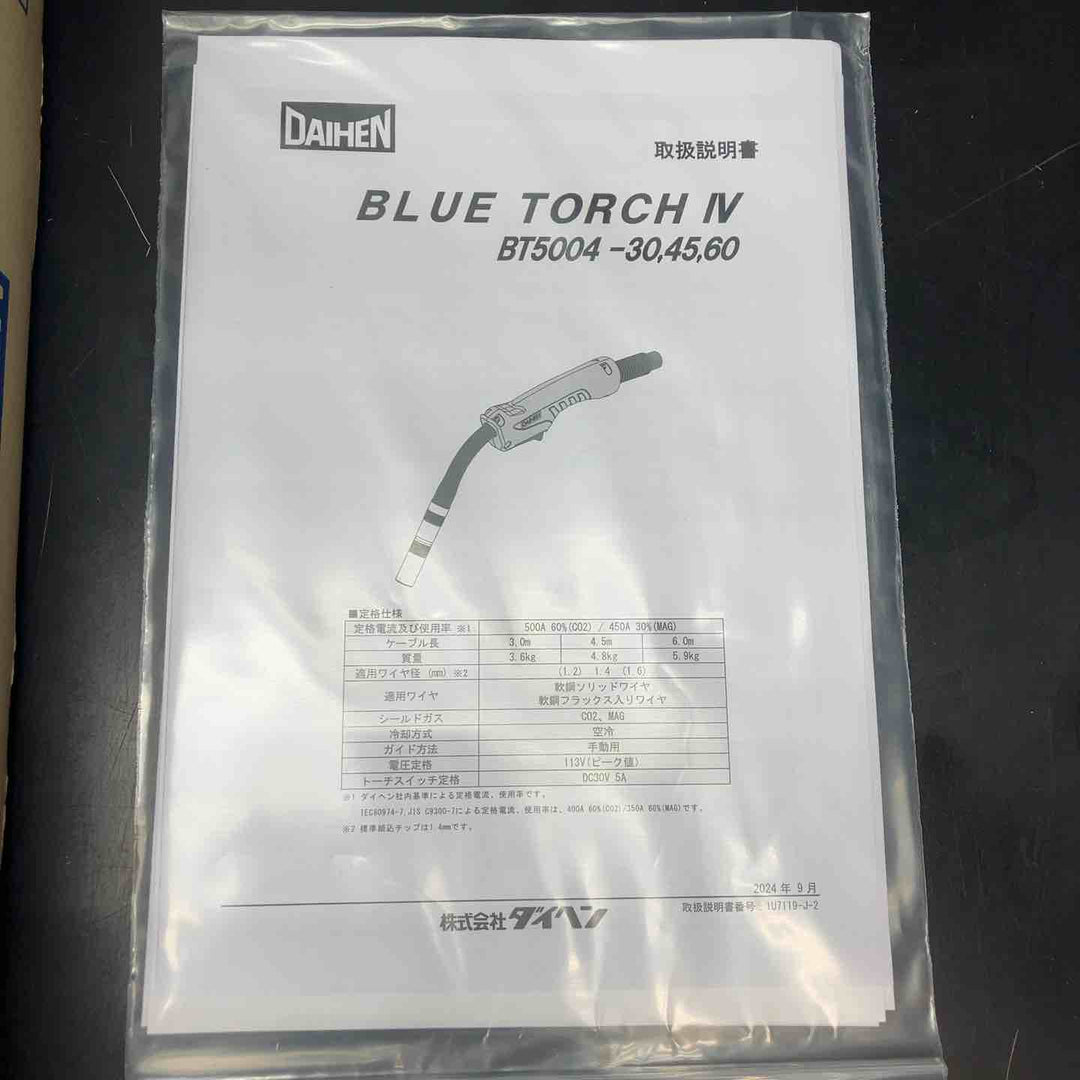 DAIHEN
取扱説明書
BLUE TORCH Ⅳ
BT5004 -30,45,60
DAIHEN
■定格仕様
定格電流及び使用率 ※1 500A 60%(CO2) / 450A 30%(MAG)
ケーブル長 3.0m 4.5m 6.0m
質量 3.6kg 4.8kg 5.9kg
適用ワイヤ径 (mm) ※2 (1.2) 1.4 (1.6)
適用ワイヤ 軟鋼ソリッドワイヤ
軟鋼フラックス入りワイヤ
シールドガス CO2、MAG
冷却方式 空冷
ガイド方法 手動用
電圧定格 113V(ピーク値)
トーチスイッチ定格 DC30V 5A
※1 ダイヘン社内基準による定格電流、使用率です。
IEC60974-7,JIS C9300-7による定格電流、使用率は、400A 60%(CO2)/350A 60%(MAG)です。
※2 標準組込チップは1.4mmです。
2024 年 9 月
取扱説明書番号: 1U7119-J-2
株式会社ダイヘン